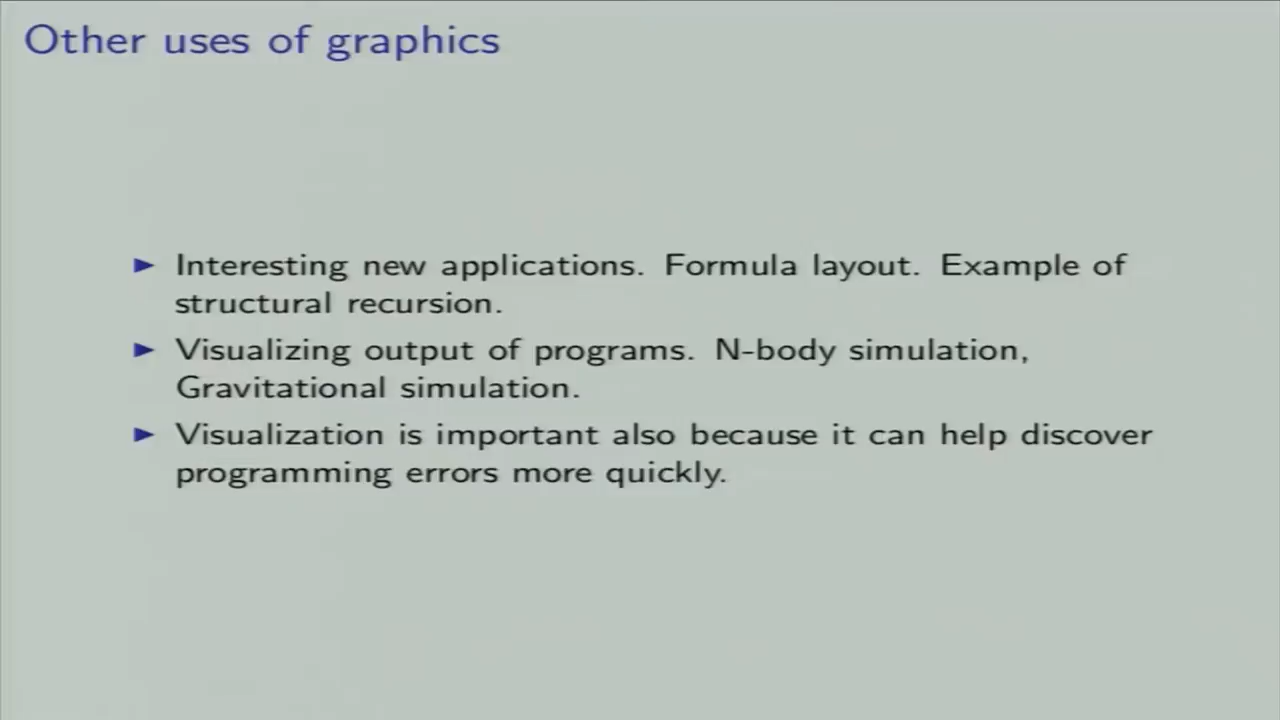 Other uses of graphics
Interesting new applications. Formula layout. Example of
structural recursion.
Visualizing output of programs. N-body simulation,
Gravitational simulation.
Visualization is important also because it can help discover
programming errors more quickly.